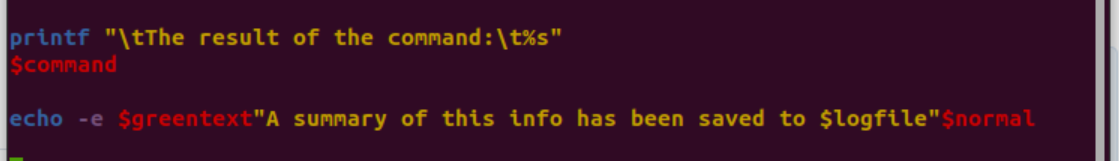 printf "\tThe result of the command:\t%s"
$command
echo -e $greentext"A summary of this info has been saved to $logfile"$normal